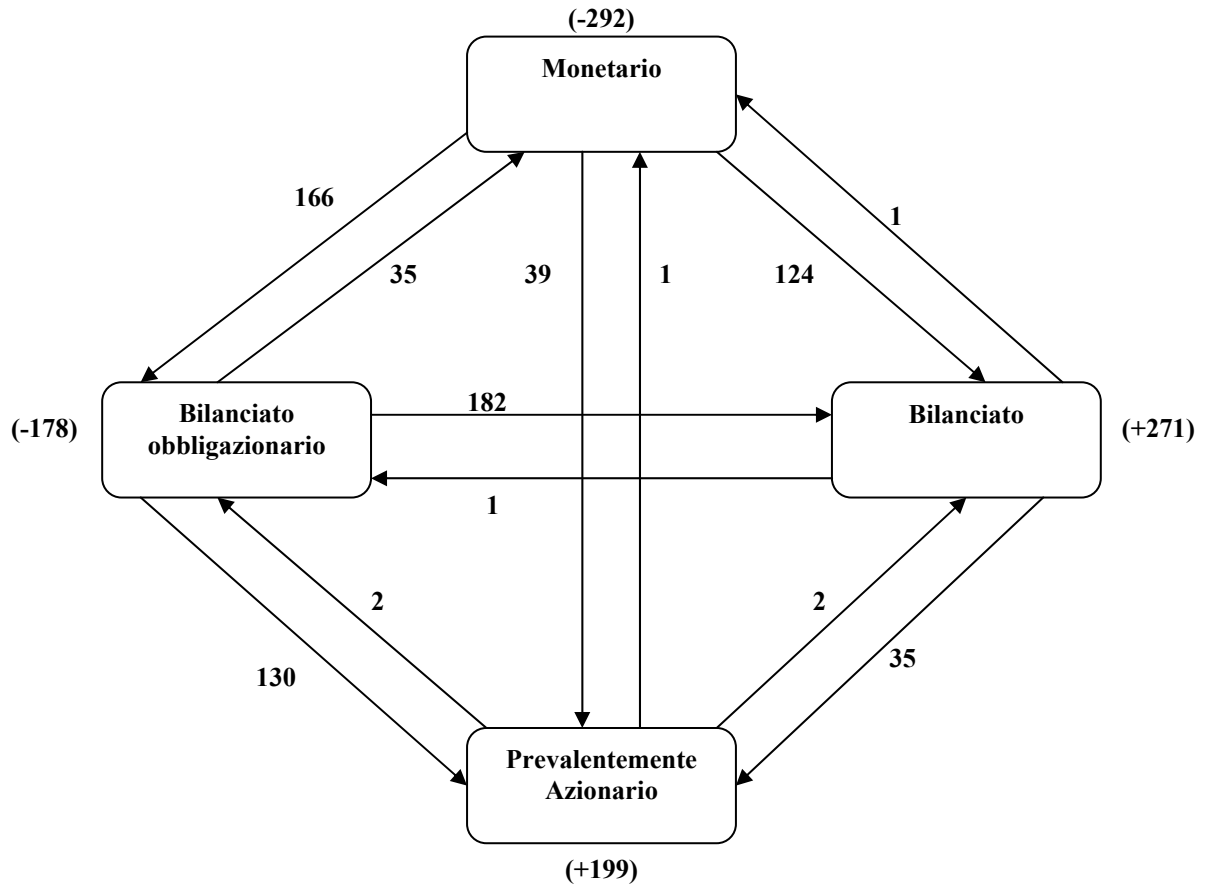 (-292)
Monetario
166
1
35
39
1
124
Bilanciato
obbligazionario
182
Bilanciato
(-178)
(+271)
1
2
2
130
35
Prevalentemente
Azionario
(+199)